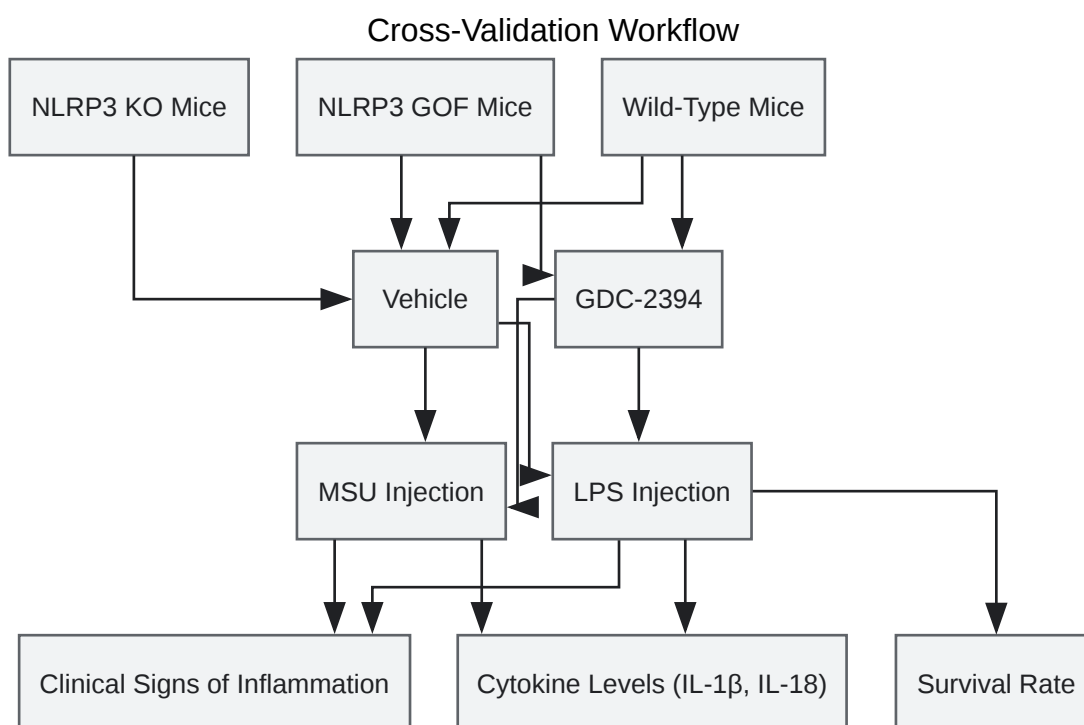 Cross-Validation Workflow
NLRP3 KO Mice
NLRP3 GOF Mice
Wild-Type Mice
Vehicle
GDC-2394
MSU Injection
LPS Injection
Clinical Signs of Inflammation
Cytokine Levels (IL-1β, IL-18)
Survival Rate